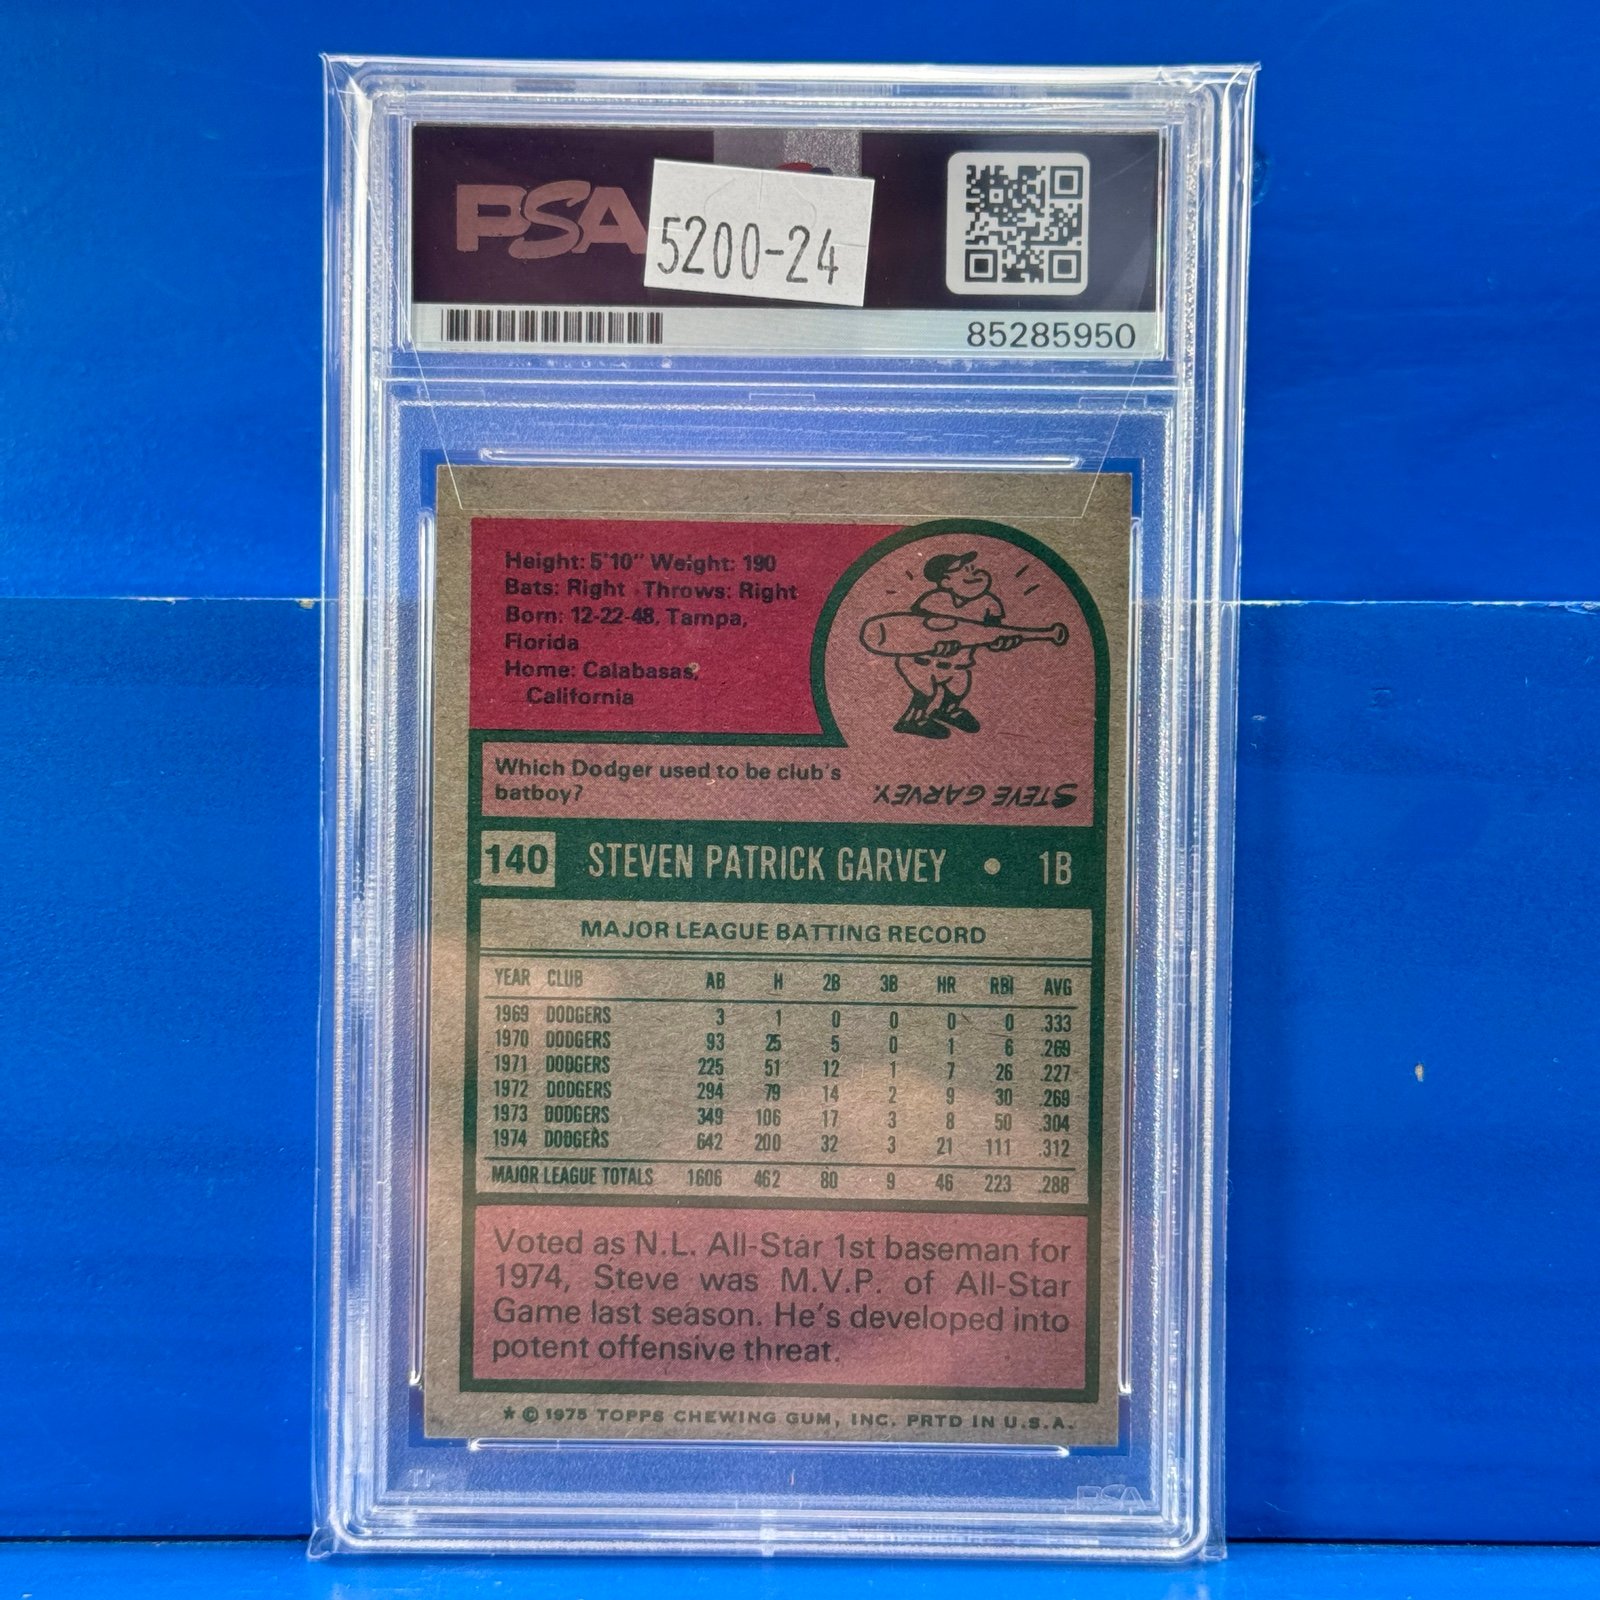 PSA
5200-24
85285950
Height: 5'10" Weight: 190
Bats: Right Throws: Right
Born: 12-22-48, Tampa,
Florida
Home: Calabasas,
California
Which Dodger used to be club's
batboy?
STEVE GARVEY.
140 STEVEN PATRICK GARVEY • 1B
MAJOR LEAGUE BATTING RECORD
YEAR CLUB AB H 2B 3B HR RBI AVG
1969 DODGERS 3 1 0 0 0 0 .333
1970 DODGERS 93 25 5 0 1 6 .269
1971 DODGERS 225 51 12 1 7 26 .227
1972 DODGERS 294 79 14 2 9 30 .269
1973 DODGERS 349 106 17 3 8 50 .304
1974 DODGERS 642 200 32 3 21 111 .312
MAJOR LEAGUE TOTALS 1606 462 80 9 46 223 .288
Voted as N.L. All-Star 1st baseman for
1974, Steve was M.V.P. of All-Star
Game last season. He's developed into
potent offensive threat.
* © 1975 TOPPS CHEWING GUM, INC. PRTD IN U.S.A.
PSA